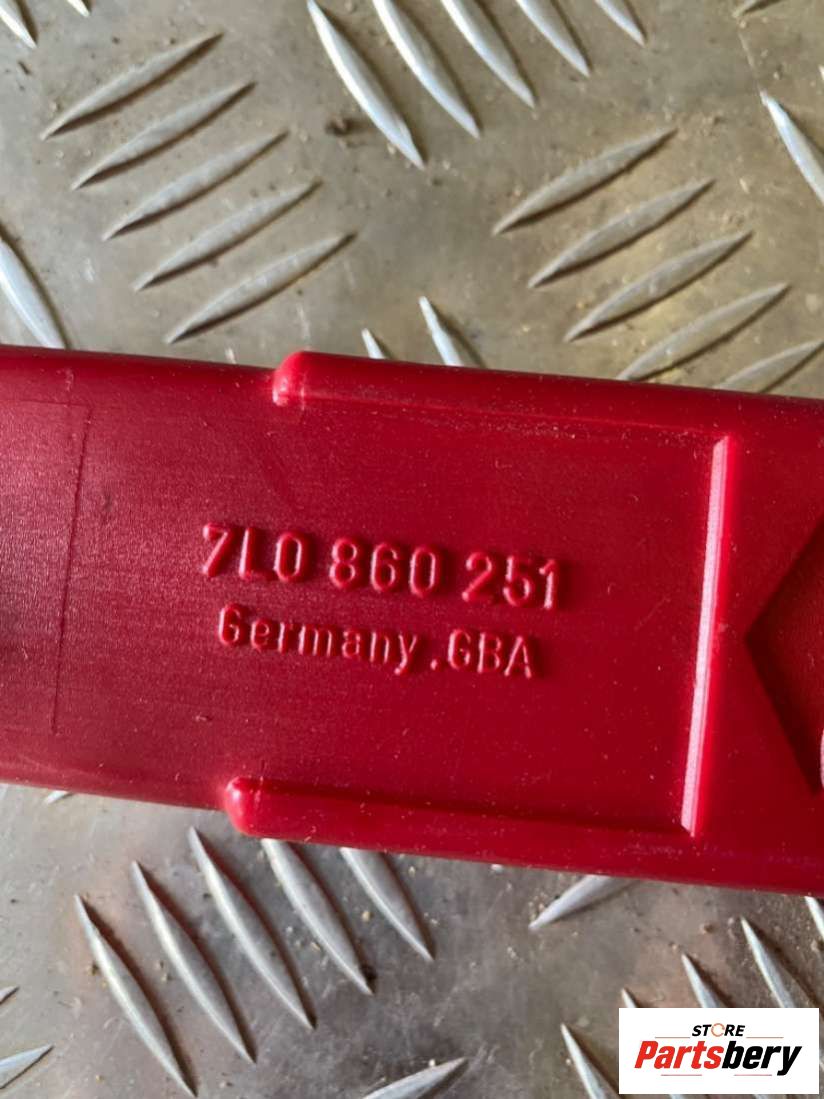 7L0 860 251
Germany.GBA
STORE
Partsbery